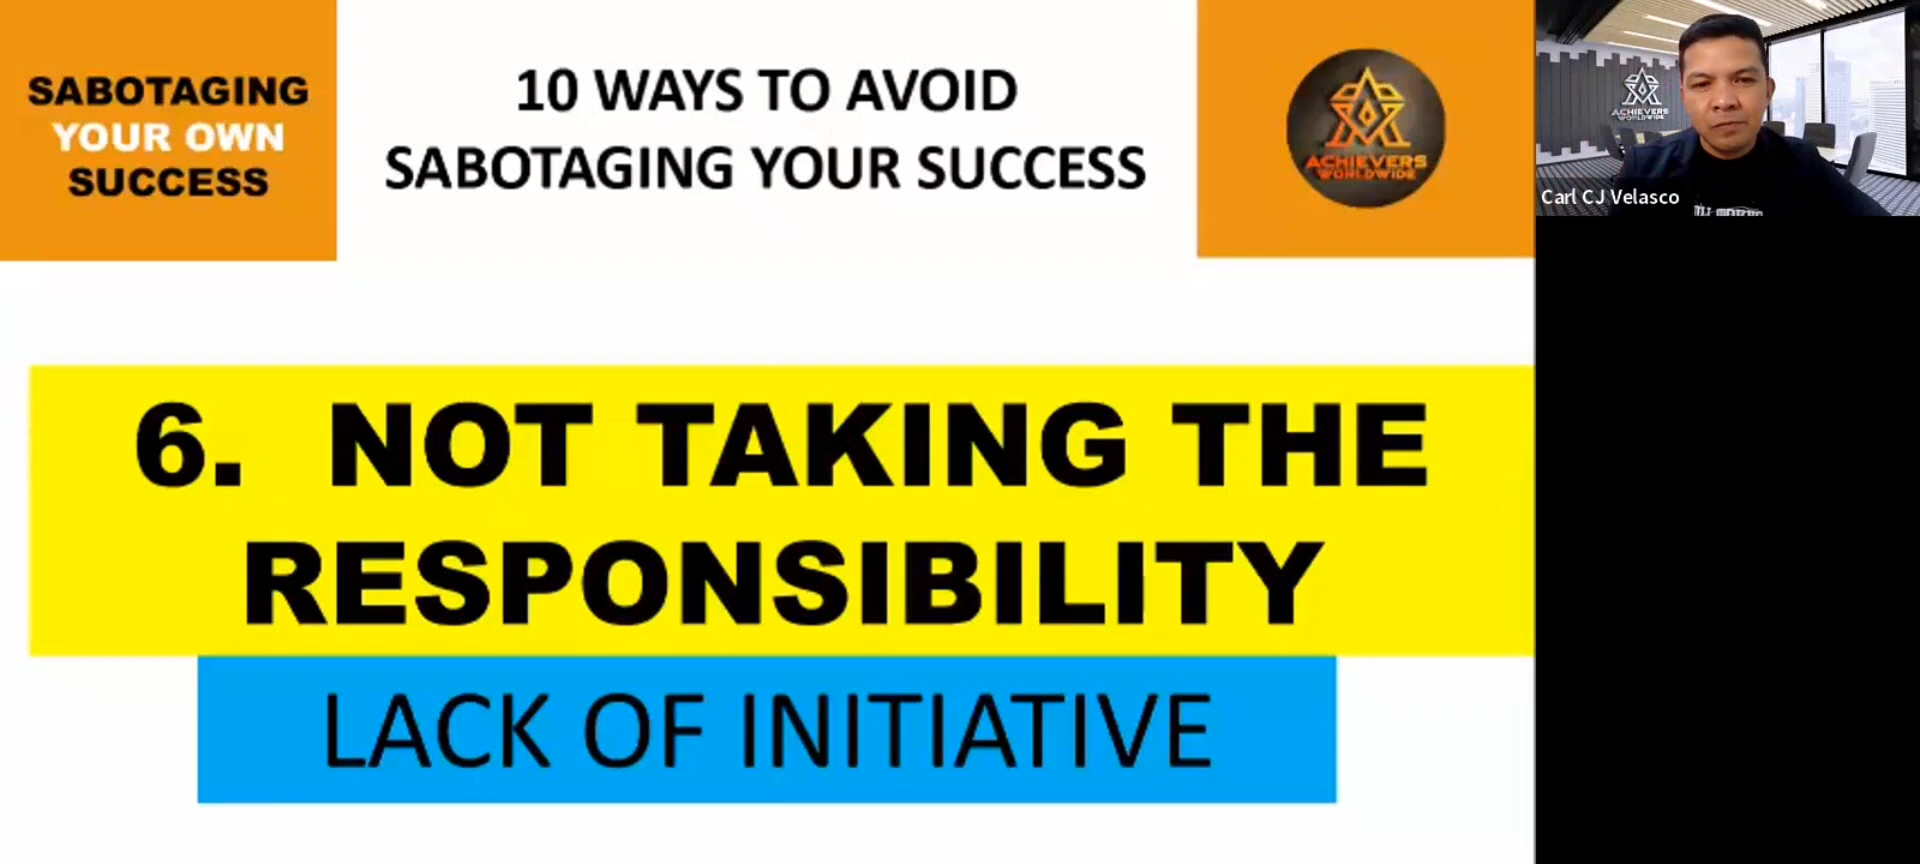 SABOTAGING
YOUR OWN
SUCCESS
10 WAYS TO AVOID
SABOTAGING YOUR SUCCESS
ACHIEVERS
WORLDWIDE
ACHIEVERS
WORLDWIDE
Carl CJ Velasco
6. NOT TAKING THE
RESPONSIBILITY
LACK OF INITIATIVE